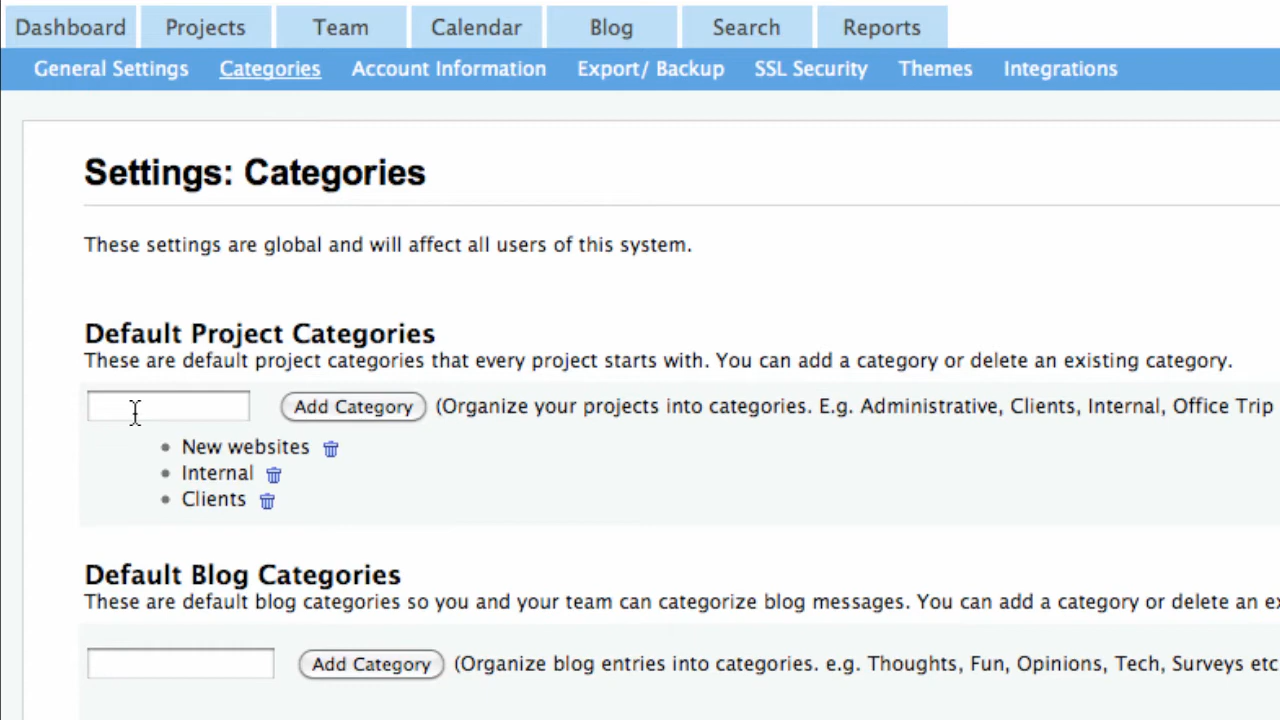 Dashboard Projects Team Calendar Blog Search Reports
General Settings Categories Account Information Export/ Backup SSL Security Themes Integrations
Settings: Categories
These settings are global and will affect all users of this system.
Default Project Categories
These are default project categories that every project starts with. You can add a category or delete an existing category.
Add Category (Organize your projects into categories. E.g. Administrative, Clients, Internal, Office Trip
New websites
Internal
Clients
Default Blog Categories
These are default blog categories so you and your team can categorize blog messages. You can add a category or delete an
Add Category (Organize blog entries into categories. e.g. Thoughts, Fun, Opinions, Tech, Surveys etc